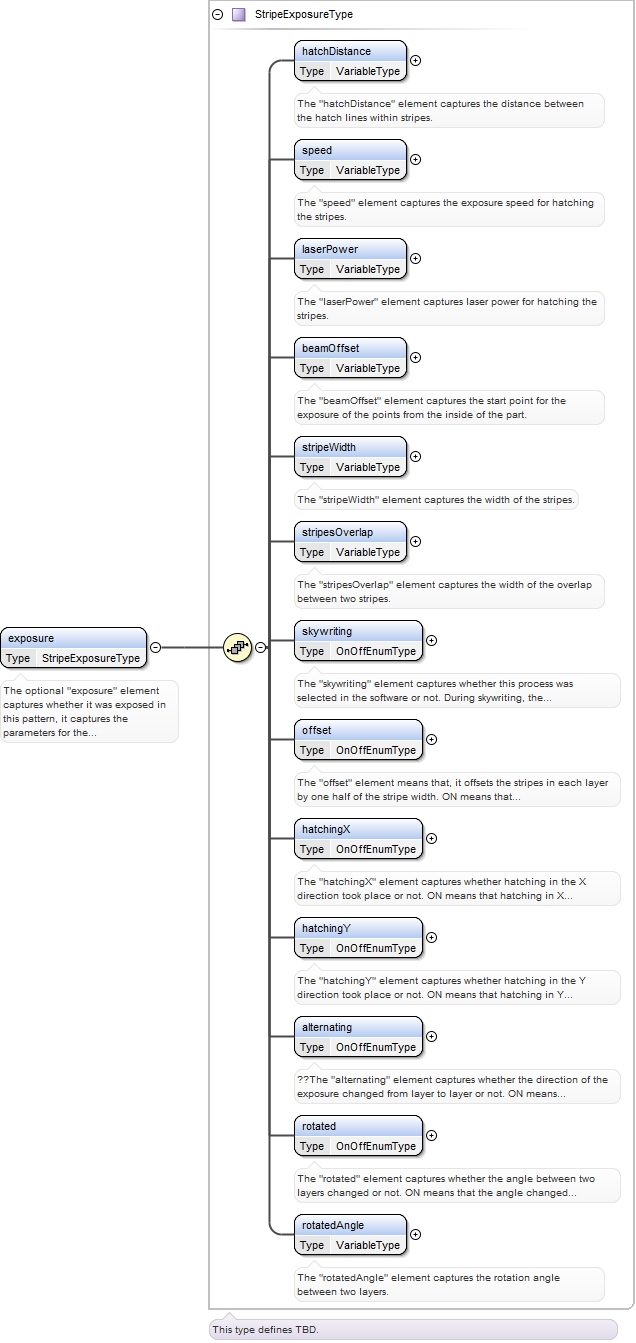 StripeExposureType
hatchDistance
Type VariableType
The "hatchDistance" element captures the distance between
the hatch lines within stripes.
speed
Type VariableType
The "speed" element captures the exposure speed for hatching
the stripes.
laserPower
Type VariableType
The "laserPower" element captures laser power for hatching the
stripes.
beamOffset
Type VariableType
The "beamOffset" element captures the start point for the
exposure of the points from the inside of the part.
stripeWidth
Type VariableType
The "stripeWidth" element captures the width of the stripes.
stripesOverlap
Type VariableType
The "stripesOverlap" element captures the width of the overlap
between two stripes.
exposure
Type StripeExposureType
The optional "exposure" element
captures whether it was exposed in
this pattern, it captures the
parameters for the...
skywriting
Type OnOffEnumType
The "skywriting" element captures whether this process was
selected in the software or not. During skywriting, the...
offset
Type OnOffEnumType
The "offset" element means that, it offsets the stripes in each layer
by one half of the stripe width. ON means that...
hatchingX
Type OnOffEnumType
The "hatchingX" element captures whether hatching in the X
direction took place or not. ON means that hatching in X...
hatchingY
Type OnOffEnumType
The "hatchingY" element captures whether hatching in the Y
direction took place or not. ON means that hatching in Y...
alternating
Type OnOffEnumType
??The "alternating" element captures whether the direction of the
exposure changed from layer to layer or not. ON means...
rotated
Type OnOffEnumType
The "rotated" element captures whether the angle between two
layers changed or not. ON means that the angle changed...
rotatedAngle
Type VariableType
The "rotatedAngle" element captures the rotation angle
between two layers.
This type defines TBD.